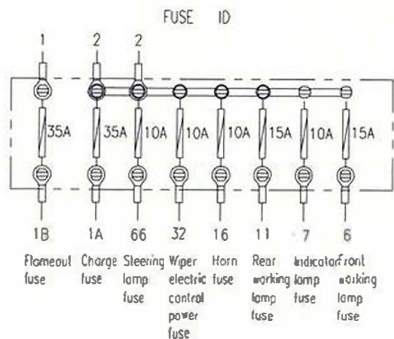 FUSE ID
1 2 2
35A 35A 10A 10A 10A 15A 10A 15A
1B 1A 66 32 16 11 7 6
Flameout fuse
Charge fuse
Steering lamp fuse
Wiper electric control power fuse
Horn fuse
Rear working lamp fuse
Indicator lamp fuse
Front working lamp fuse